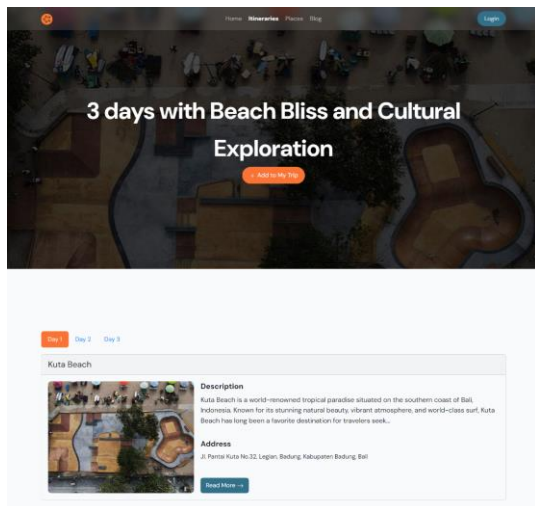 Home Itineraries Places Blog Login
3 days with Beach Bliss and Cultural
Exploration
+ Add to My Trip
Day 1 Day 2 Day 3
Kuta Beach
Description
Kuta Beach is a world-renowned tropical paradise situated on the southern coast of Bali,
Indonesia. Known for its stunning natural beauty, vibrant atmosphere, and world-class surf, Kuta
Beach has long been a favorite destination for travelers seek...
Address
Jl. Pantai Kuta No.32, Legian, Badung, Kabupaten Badung, Bali
Read More →